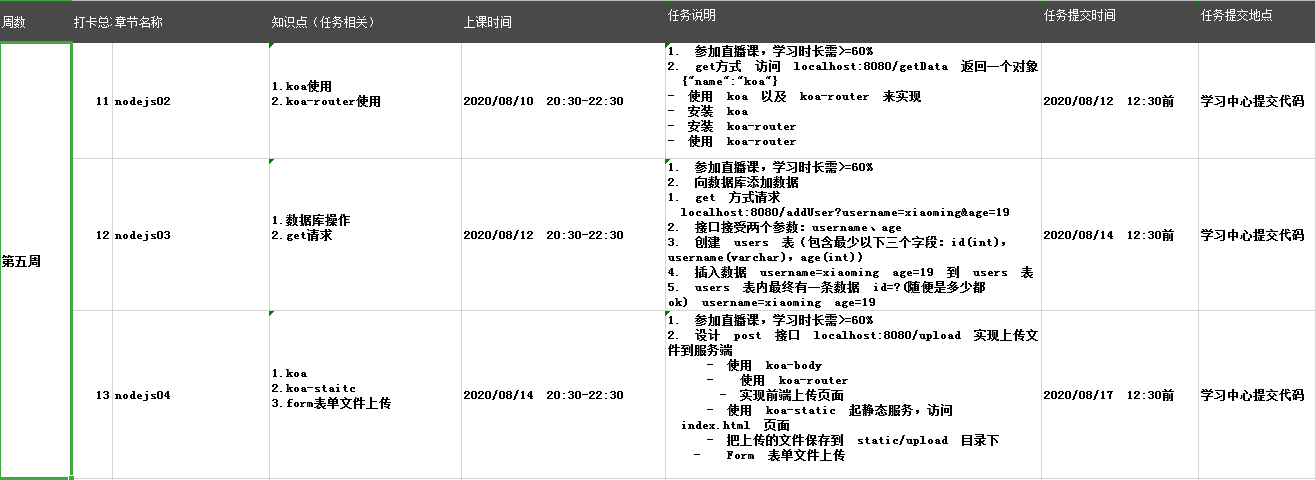 周数 打卡总 章节名称 知识点（任务相关） 上课时间 任务说明 任务提交时间 任务提交地点
第五周
11 nodejs02
1.koa使用
2.koa-router使用
2020/08/10 20:30-22:30
1. 参加直播课，学习时长需>=60%
2. get方式 访问 localhost:8080/getData 返回一个对象
{"name":"koa"}
- 使用 koa 以及 koa-router 来实现
- 安装 koa
- 安装 koa-router
- 使用 koa-router
2020/08/12 12:30前
学习中心提交代码
12 nodejs03
1.数据库操作
2.get请求
2020/08/12 20:30-22:30
1. 参加直播课，学习时长需>=60%
2. 向数据库添加数据
1. get 方式请求
localhost:8080/addUser?username=xiaoming&age=19
2. 接口接受两个参数：username、age
3. 创建 users 表（包含最少以下三个字段：id(int)，
username(varchar)，age(int)）
4. 插入数据 username=xiaoming age=19 到 users 表
5. users 表内最终有一条数据 id=?(随便是多少都
ok) username=xiaoming age=19
2020/08/14 12:30前
学习中心提交代码
13 nodejs04
1.koa
2.koa-staitc
3.form表单文件上传
2020/08/14 20:30-22:30
1. 参加直播课，学习时长需>=60%
2. 设计 post 接口 localhost:8080/upload 实现上传文
件到服务端
- 使用 koa-body
- 使用 koa-router
- 实现前端上传页面
- 使用 koa-static 起静态服务，访问
index.html 页面
- 把上传的文件保存到 static/upload 目录下
- Form 表单文件上传
2020/08/17 12:30前
学习中心提交代码